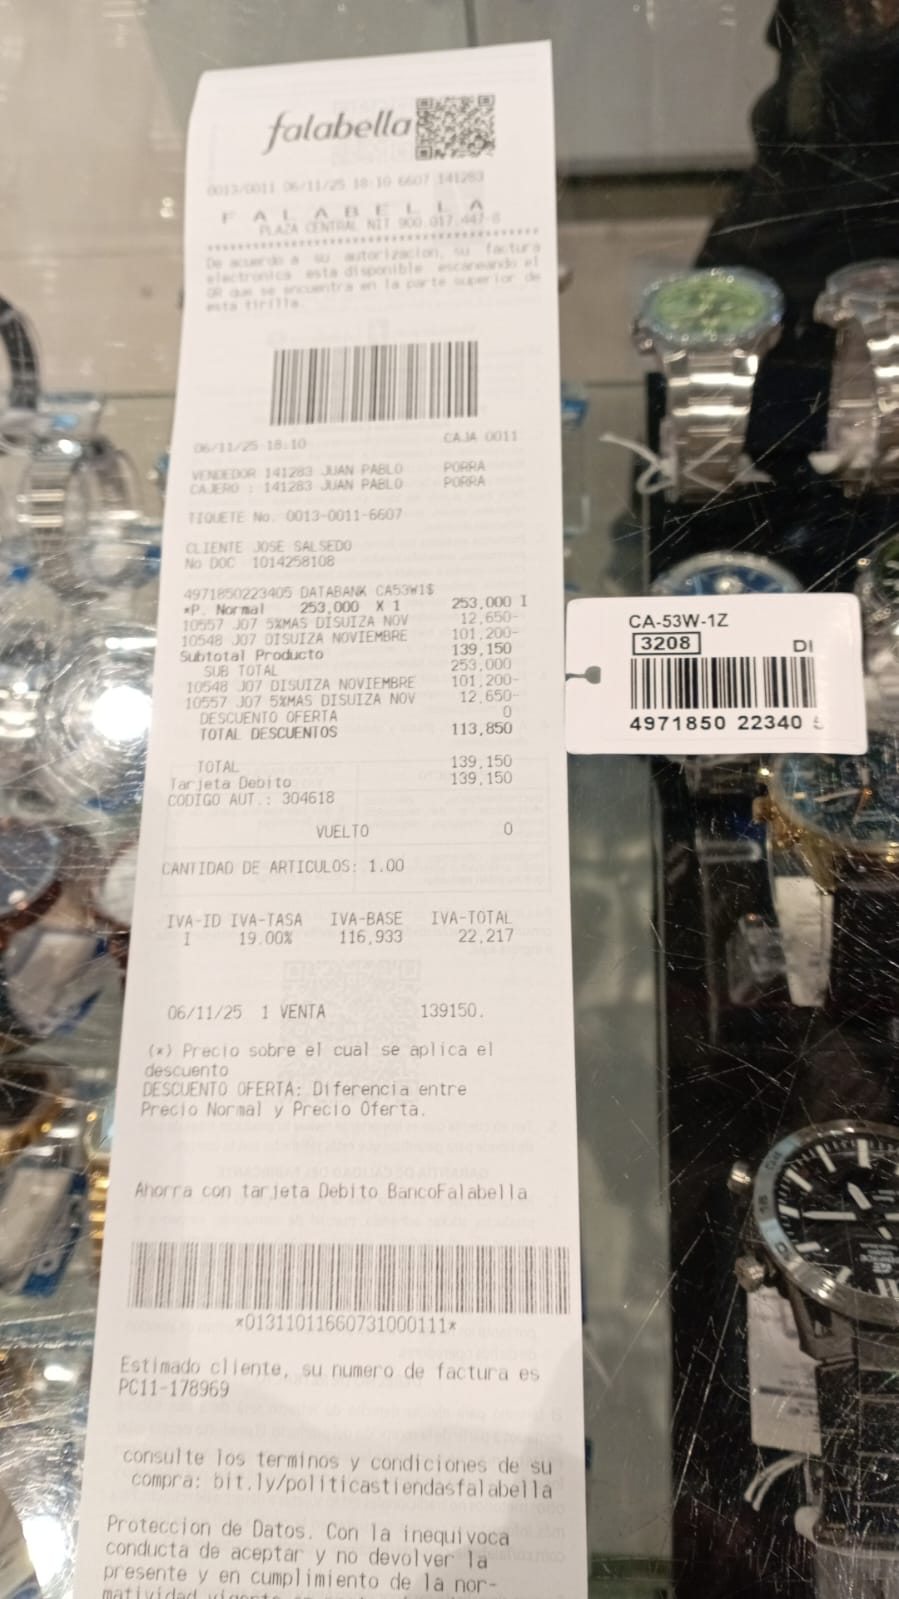 falabella
0013/0011 06/11/25 18:10 6607 141283
F A L A B E L L A
PLAZA CENTRAL NIT 900.017.447-8
De acuerdo a su autorizacion, su factura
electronica esta disponible escaneando el
QR que se encuentra en la parte superior de
esta tirilla.
06/11/25 18:10 CAJA 0011
VENDEDOR 141283 JUAN PABLO PORRA
CAJERO : 141283 JUAN PABLO PORRA
TIQUETE No. 0013-0011-6607
CLIENTE JOSE SALSEDO
No DOC 1014258108
4971850223405 DATABANK CA53W1$
*P. Normal 253,000 X 1 253,000 I
10557 J07 5%MAS DISUIZA NOV 12,650-
10548 J07 DISUIZA NOVIEMBRE 101,200-
Subtotal Producto 139,150
SUB TOTAL 253,000
10548 J07 DISUIZA NOVIEMBRE 101,200-
10557 J07 5%MAS DISUIZA NOV 12,650-
DESCUENTO OFERTA 0
TOTAL DESCUENTOS 113,850
TOTAL 139,150
Tarjeta Debito 139,150
CODIGO AUT.: 304618
VUELTO 0
CANTIDAD DE ARTICULOS: 1.00
IVA-ID IVA-TASA IVA-BASE IVA-TOTAL
I 19.00% 116,933 22,217
06/11/25 1 VENTA 139150.
(*) Precio sobre el cual se aplica el
descuento
DESCUENTO OFERTA: Diferencia entre
Precio Normal y Precio Oferta.
Ahorra con tarjeta Debito BancoFalabella
*01311011660731000111*
Estimado cliente, su numero de factura es
PC11-178969
consulte los terminos y condiciones de su
compra: bit.ly/politicastiendasfalabella
Proteccion de Datos. Con la inequivoca
conducta de aceptar y no devolver la
presente y en cumplimiento de la nor-
matividad vigente
CA-53W-1Z
3208 DI
4971850 22340 5